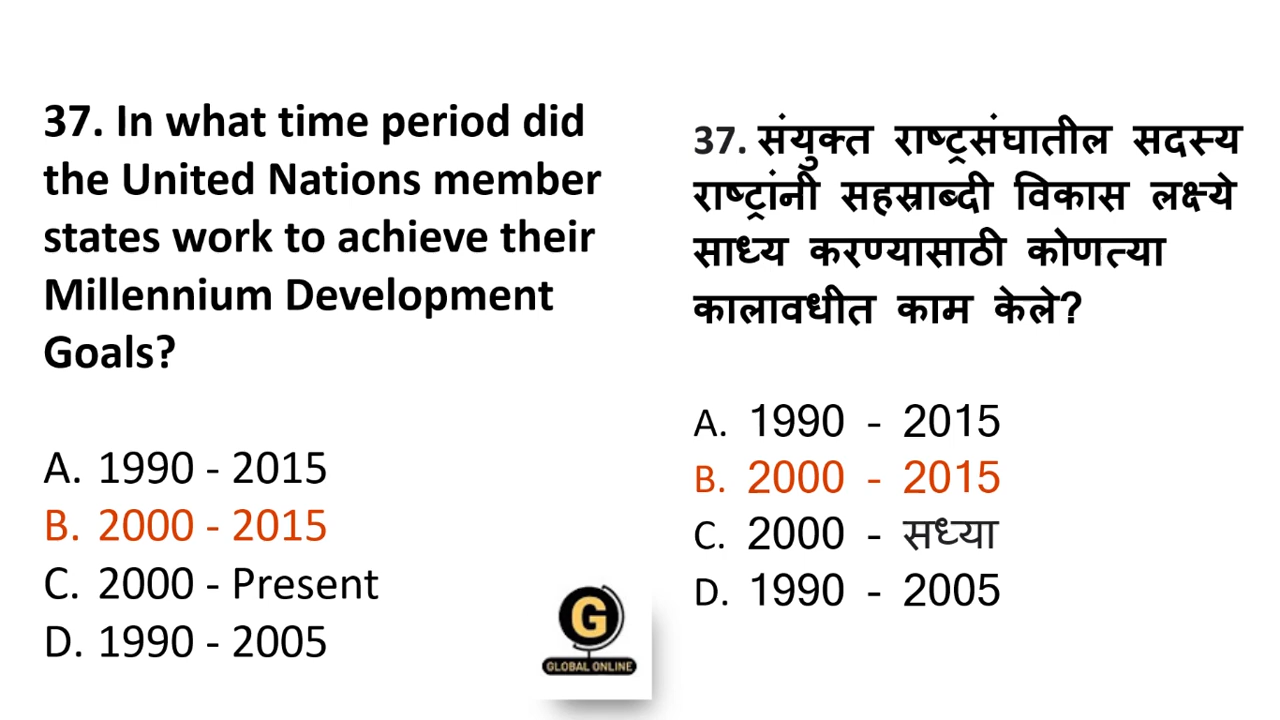 37. In what time period did
the United Nations member
states work to achieve their
Millennium Development
Goals?
A. 1990 - 2015
B. 2000 - 2015
C. 2000 - Present
D. 1990 - 2005
37. संयुक्त राष्ट्रसंघातील सदस्य
राष्ट्रांनी सहस्राब्दी विकास लक्ष्ये
साध्य करण्यासाठी कोणत्या
कालावधीत काम केले?
A. 1990 - 2015
B. 2000 - 2015
C. 2000 - सध्या
D. 1990 - 2005
G
GLOBAL ONLINE